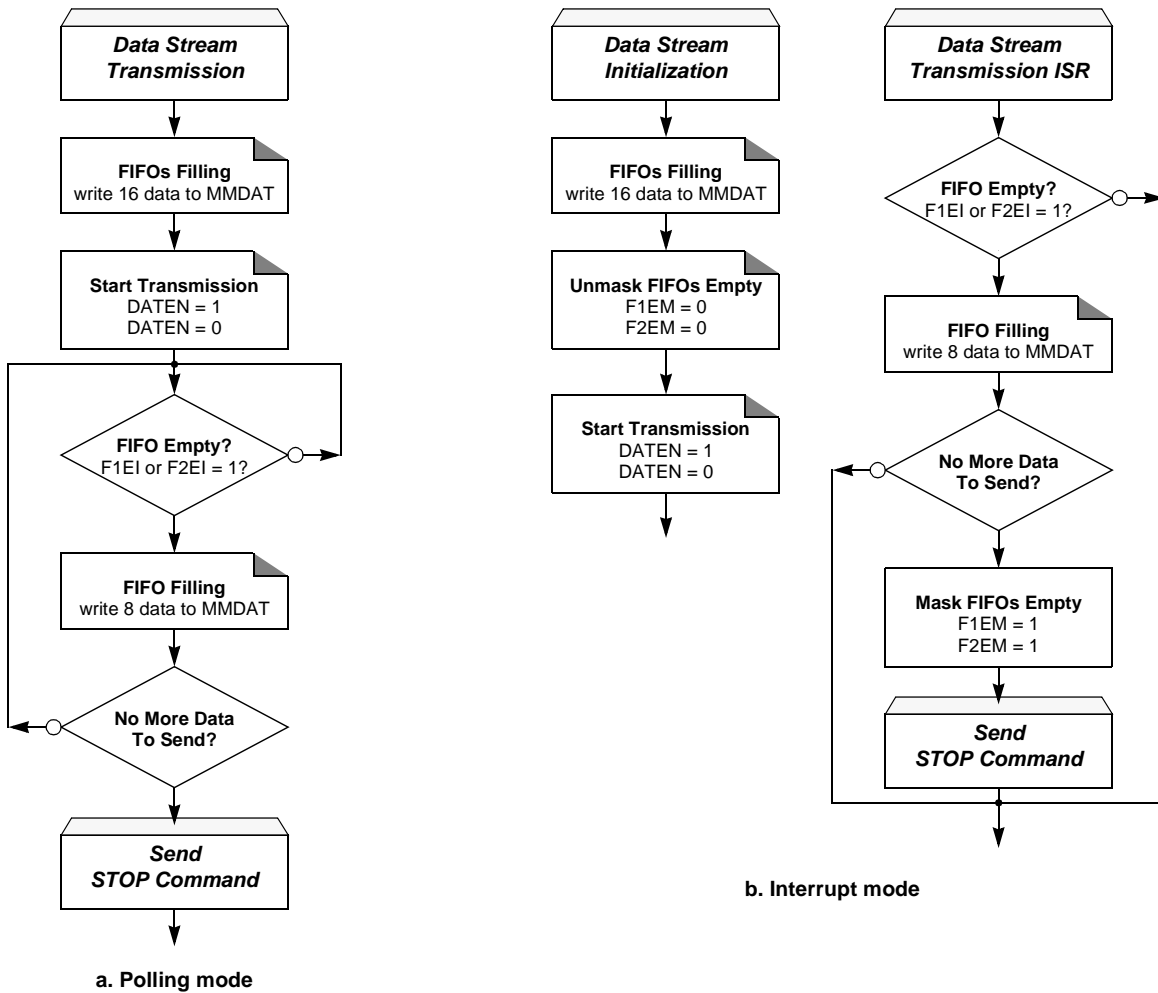 Data Stream
Transmission
FIFOs Filling
write 16 data to MMDAT
Start Transmission
DATEN = 1
DATEN = 0
FIFO Empty?
F1EI or F2EI = 1?
FIFO Filling
write 8 data to MMDAT
No More Data
To Send?
Send
STOP Command
a. Polling mode
Data Stream
Initialization
FIFOs Filling
write 16 data to MMDAT
Unmask FIFOs Empty
F1EM = 0
F2EM = 0
Start Transmission
DATEN = 1
DATEN = 0
Data Stream
Transmission ISR
FIFO Empty?
F1EI or F2EI = 1?
FIFO Filling
write 8 data to MMDAT
No More Data
To Send?
Mask FIFOs Empty
F1EM = 1
F2EM = 1
Send
STOP Command
b. Interrupt mode